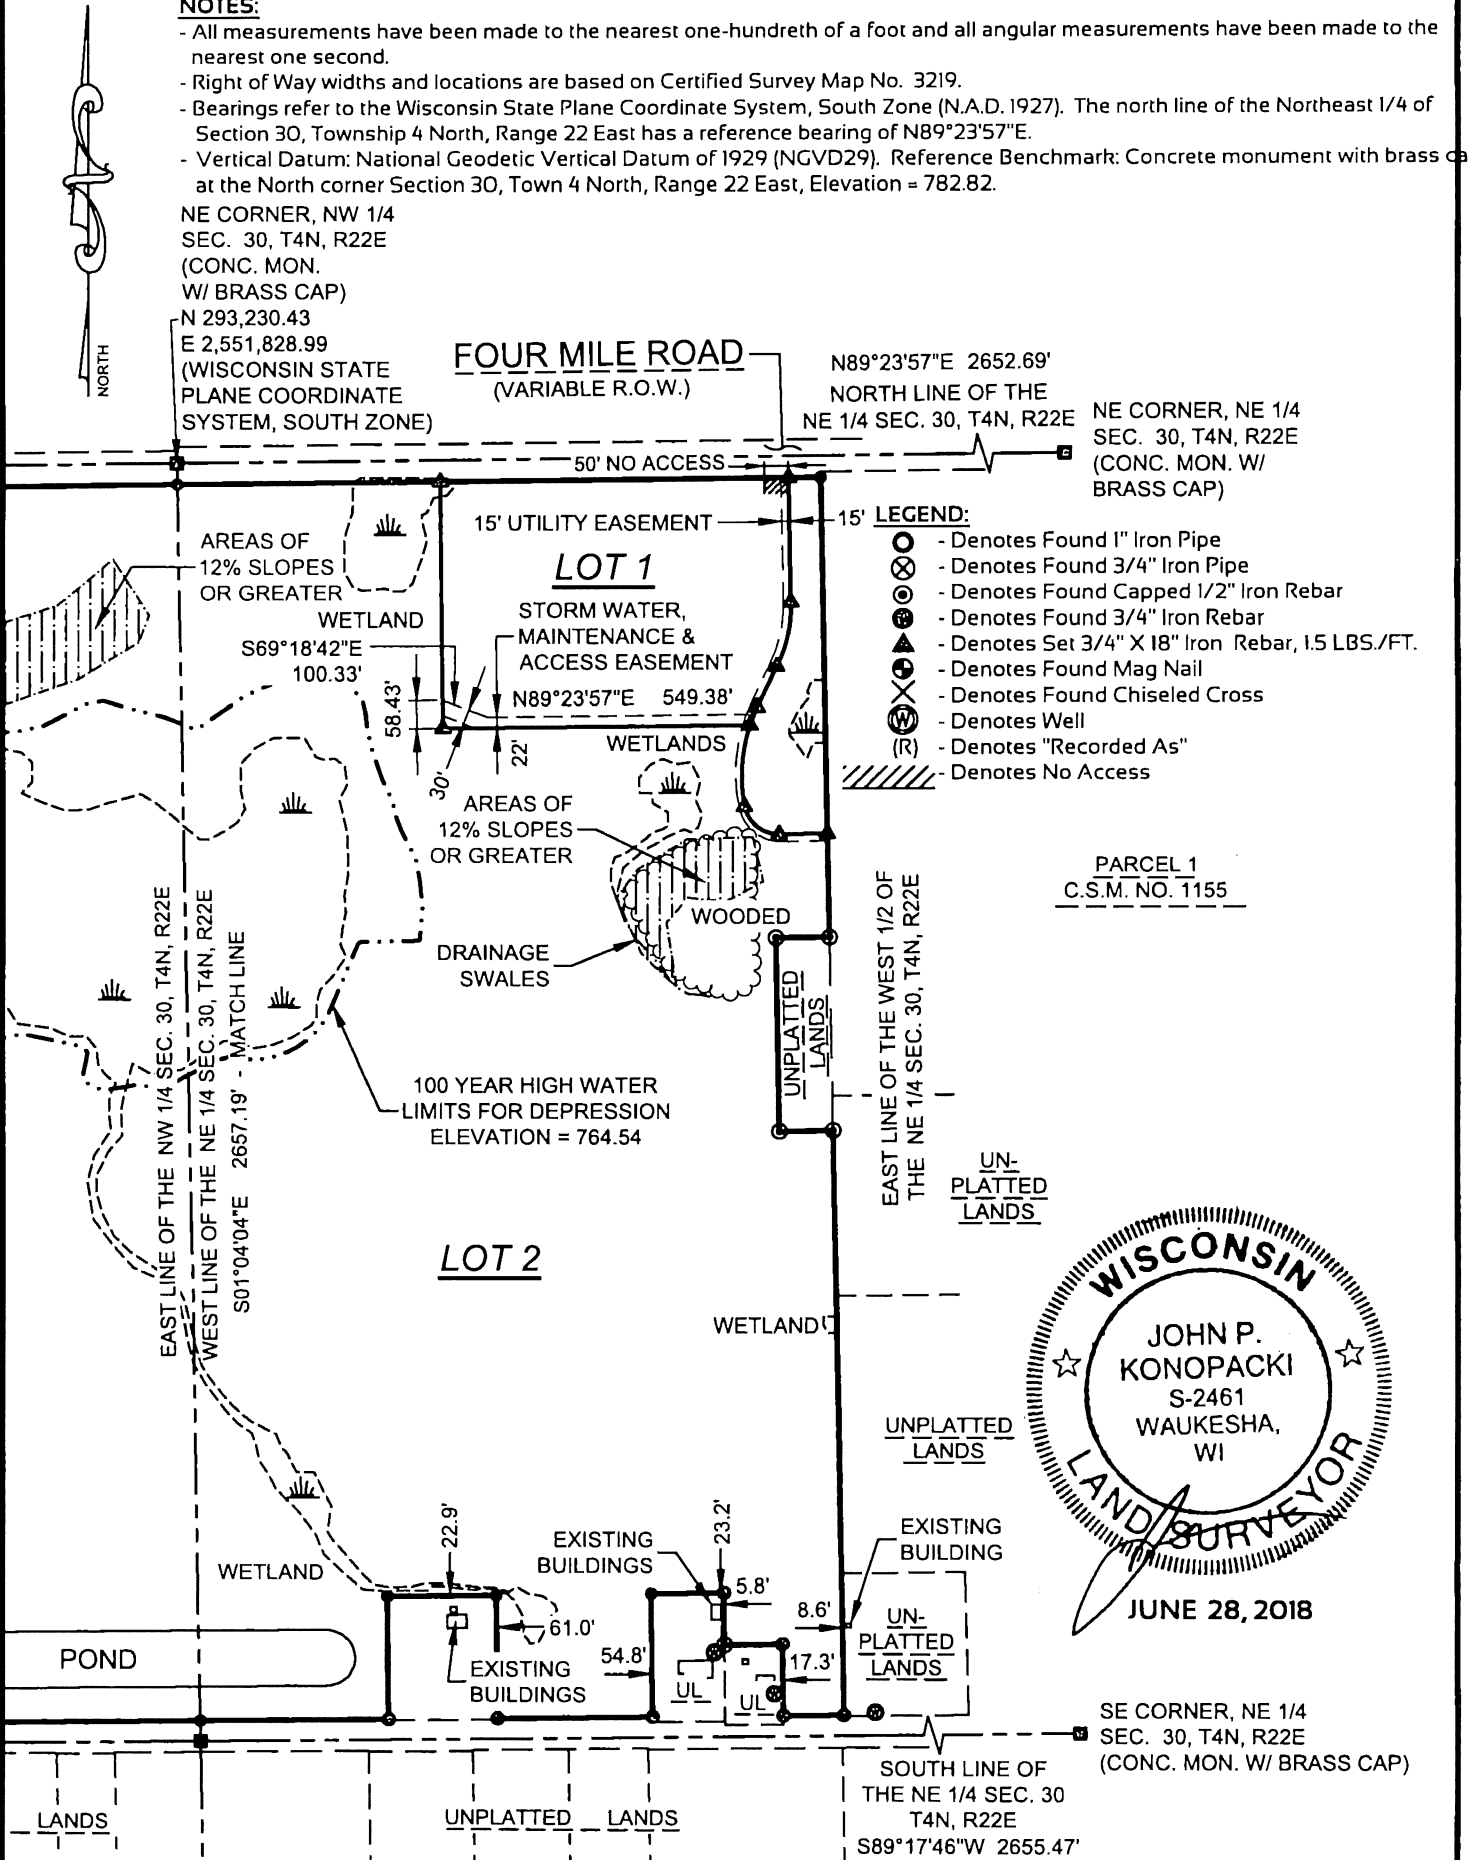 NOTES:
- All measurements have been made to the nearest one-hundreth of a foot and all angular measurements have been made to the
nearest one second.
- Right of Way widths and locations are based on Certified Survey Map No. 3219.
- Bearings refer to the Wisconsin State Plane Coordinate System, South Zone (N.A.D. 1927). The north line of the Northeast 1/4 of
Section 30, Township 4 North, Range 22 East has a reference bearing of N89°23'57"E.
- Vertical Datum: National Geodetic Vertical Datum of 1929 (NGVD29). Reference Benchmark: Concrete monument with brass
at the North corner Section 30, Town 4 North, Range 22 East, Elevation = 782.82.
NORTH
NE CORNER, NW 1/4
SEC. 30, T4N, R22E
(CONC. MON.
W/ BRASS CAP)
N 293,230.43
E 2,551,828.99
(WISCONSIN STATE
PLANE COORDINATE
SYSTEM, SOUTH ZONE)
FOUR MILE ROAD
(VARIABLE R.O.W.)
N89°23'57"E 2652.69'
NORTH LINE OF THE
NE 1/4 SEC. 30, T4N, R22E
NE CORNER, NE 1/4
SEC. 30, T4N, R22E
(CONC. MON. W/
BRASS CAP)
50' NO ACCESS
15' UTILITY EASEMENT
15'
LEGEND:
- Denotes Found 1" Iron Pipe
- Denotes Found 3/4" Iron Pipe
- Denotes Found Capped 1/2" Iron Rebar
- Denotes Found 3/4" Iron Rebar
- Denotes Set 3/4" X 18" Iron Rebar, 1.5 LBS./FT.
- Denotes Found Mag Nail
- Denotes Found Chiseled Cross
W - Denotes Well
(R) - Denotes "Recorded As"
- Denotes No Access
AREAS OF
12% SLOPES
OR GREATER
WETLAND
LOT 1
STORM WATER,
MAINTENANCE &
ACCESS EASEMENT
S69°18'42"E
100.33'
N89°23'57"E 549.38'
58.43'
30'
22'
WETLANDS
AREAS OF
12% SLOPES
OR GREATER
WOODED
DRAINAGE
SWALES
PARCEL 1
C.S.M. NO. 1155
UNPLATTED
LANDS
EAST LINE OF THE WEST 1/2 OF
THE NE 1/4 SEC. 30, T4N, R22E
EAST LINE OF THE NW 1/4 SEC. 30, T4N, R22E
WEST LINE OF THE NE 1/4 SEC. 30, T4N, R22E
S01°04'04"E 2657.19' - MATCH LINE
100 YEAR HIGH WATER
LIMITS FOR DEPRESSION
ELEVATION = 764.54
UN-
PLATTED
LANDS
LOT 2
WETLAND
UNPLATTED
LANDS
WISCONSIN
JOHN P.
KONOPACKI
S-2461
WAUKESHA,
WI
LAND SURVEYOR
JUNE 28, 2018
WETLAND
22.9'
61.0'
EXISTING
BUILDINGS
EXISTING
BUILDINGS
23.2'
5.8'
54.8'
17.3'
8.6'
UL
UL
EXISTING
BUILDING
UN-
PLATTED
LANDS
POND
SE CORNER, NE 1/4
SEC. 30, T4N, R22E
(CONC. MON. W/ BRASS CAP)
SOUTH LINE OF
THE NE 1/4 SEC. 30
T4N, R22E
S89°17'46"W 2655.47'
LANDS
UNPLATTED LANDS